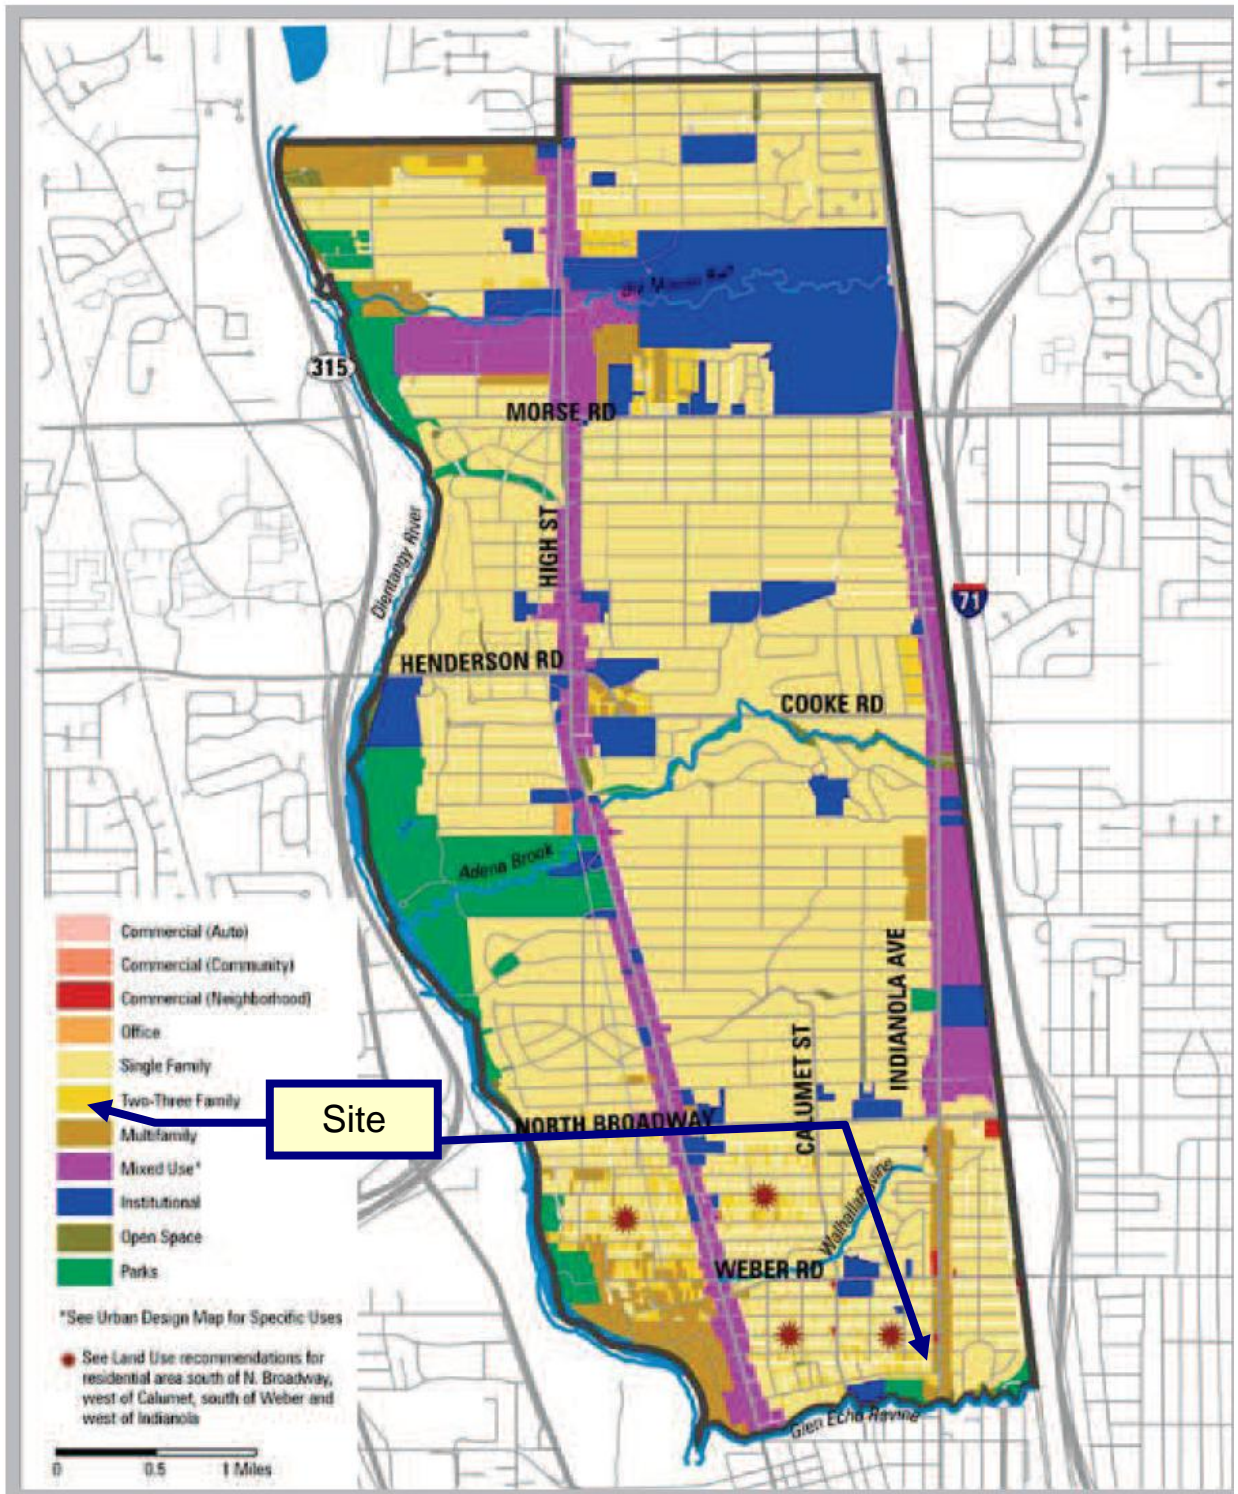 315
MORSE RD
HIGH ST
Olentangy River
71
HENDERSON RD
COOKE RD
Adena Brook
INDIANOLA AVE
CALUMET ST
NORTH BROADWAY
Walhalla Ravine
WEBER RD
Glen Echo Ravine
Site
Commercial (Auto)
Commercial (Community)
Commercial (Neighborhood)
Office
Single Family
Two-Three Family
Multifamily
Mixed Use*
Institutional
Open Space
Parks
*See Urban Design Map for Specific Uses
See Land Use recommendations for
residential area south of N. Broadway,
west of Calumet, south of Weber and
west of Indianola
0 0.5 1 Miles